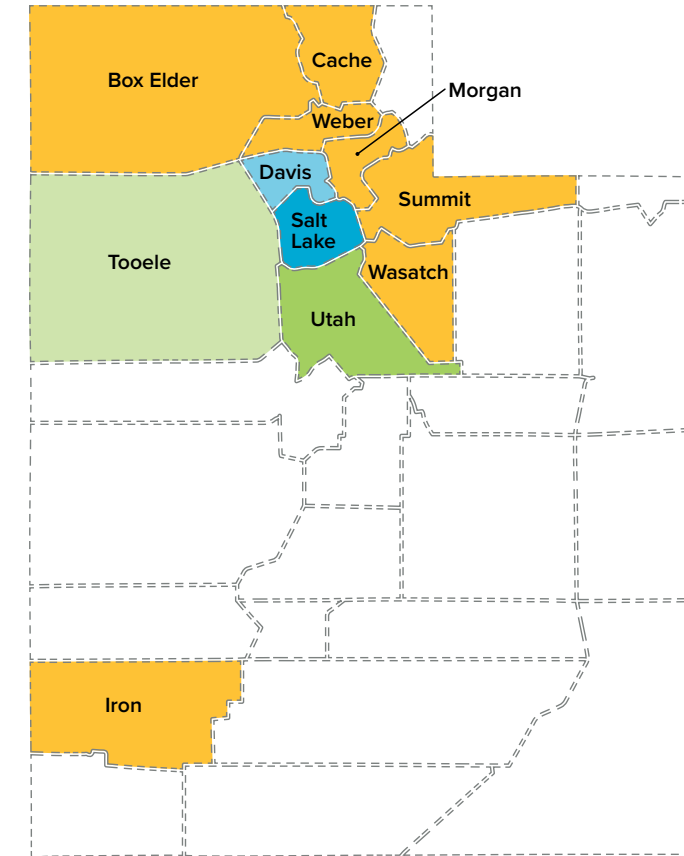 Cache
Box Elder
Morgan
Weber
Davis
Summit
Salt
Lake
Tooele
Wasatch
Utah
Iron